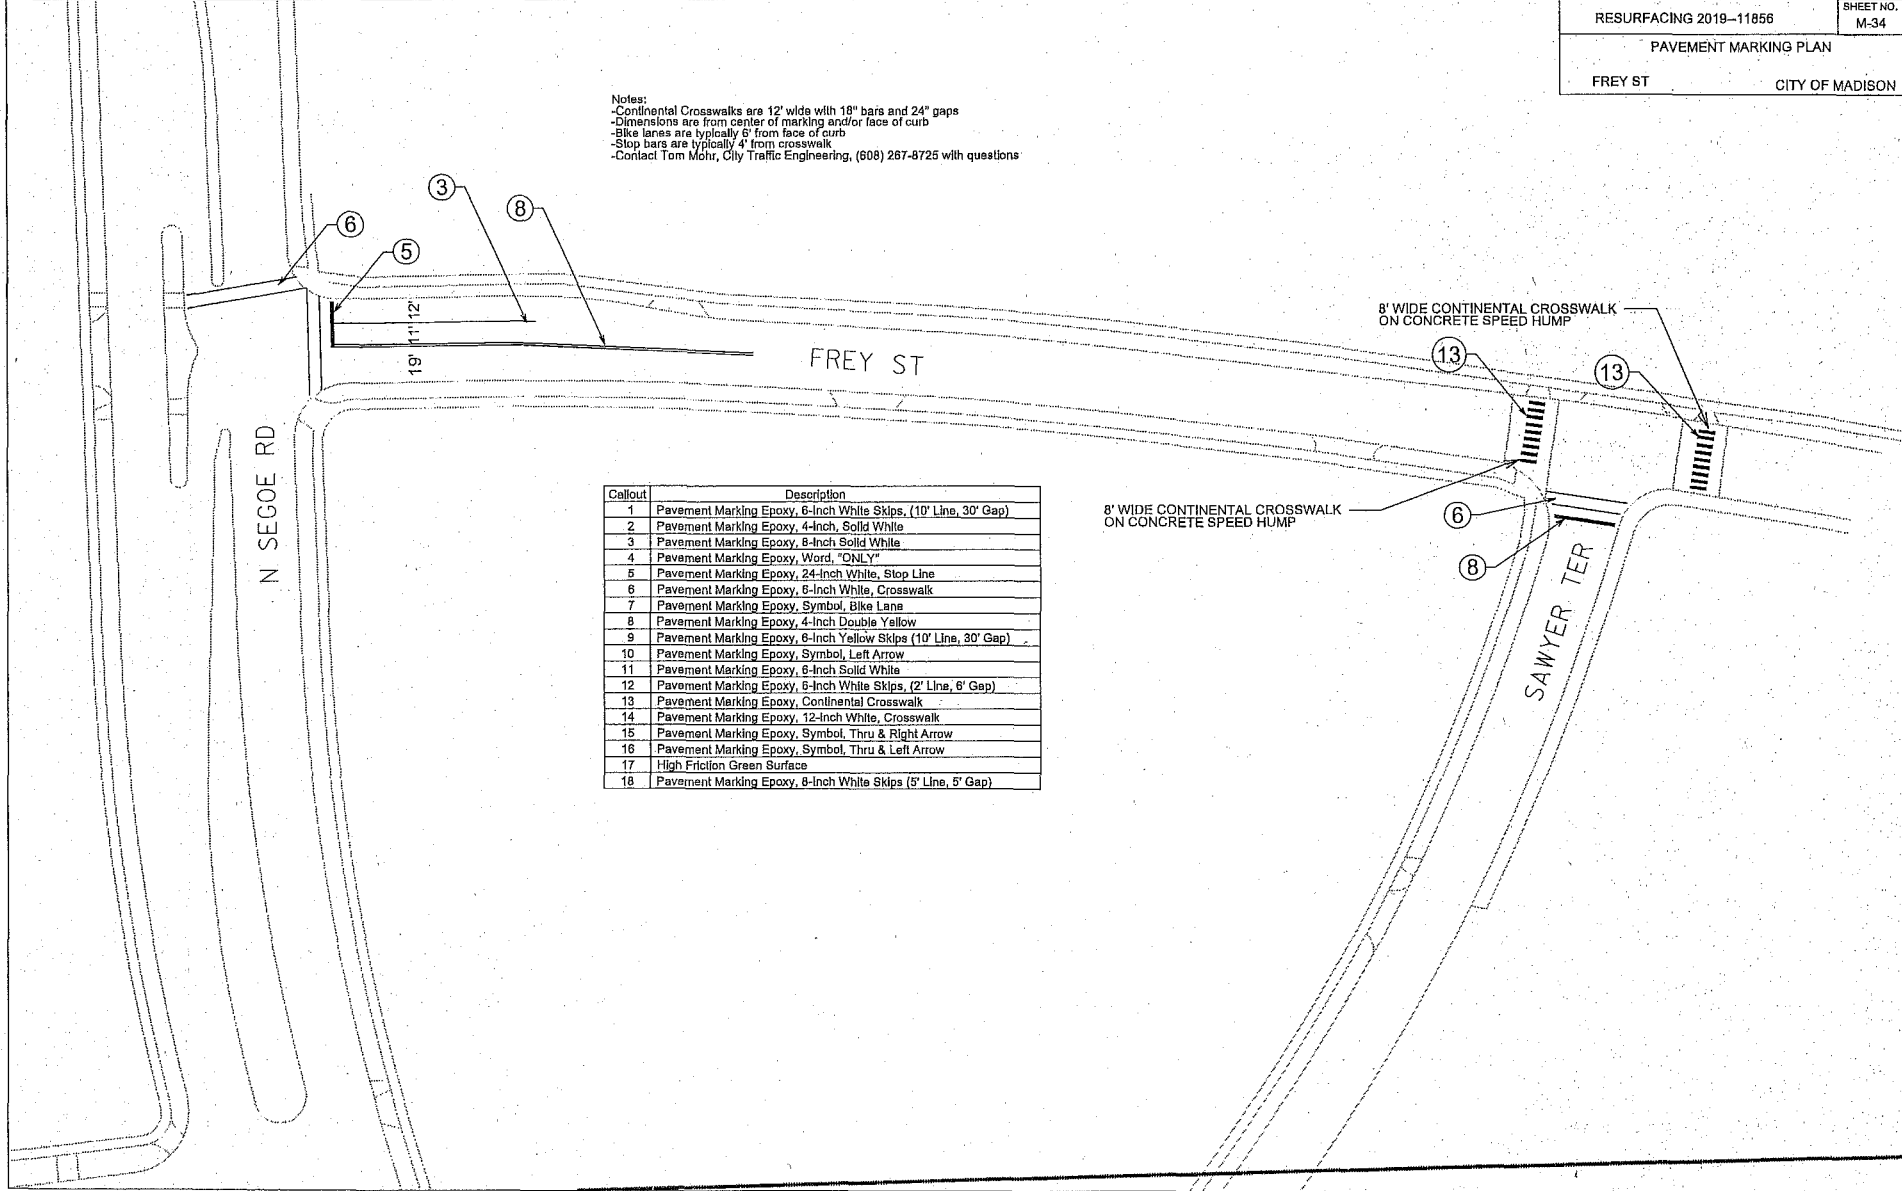 RESURFACING 2019–11856
SHEET NO.
M-34
PAVEMENT MARKING PLAN
FREY ST
CITY OF MADISON
Notes:
-Continental Crosswalks are 12' wide with 18" bars and 24" gaps
-Dimensions are from center of marking and/or face of curb
-Bike lanes are typically 6' from face of curb
-Stop bars are typically 4' from crosswalk
-Contact Tom Mohr, City Traffic Engineering, (608) 267-8725 with questions
3
8
6
5
12'
11'
19'
FREY ST
8' WIDE CONTINENTAL CROSSWALK
ON CONCRETE SPEED HUMP
13
13
N SEGOE RD
8' WIDE CONTINENTAL CROSSWALK
ON CONCRETE SPEED HUMP
6
8
SAWYER TER
Callout Description
1 Pavement Marking Epoxy, 6-Inch White Skips, (10' Line, 30' Gap)
2 Pavement Marking Epoxy, 4-Inch, Solid White
3 Pavement Marking Epoxy, 8-Inch Solid White
4 Pavement Marking Epoxy, Word, "ONLY"
5 Pavement Marking Epoxy, 24-Inch White, Stop Line
6 Pavement Marking Epoxy, 6-Inch White, Crosswalk
7 Pavement Marking Epoxy, Symbol, Bike Lane
8 Pavement Marking Epoxy, 4-Inch Double Yellow
9 Pavement Marking Epoxy, 6-Inch Yellow Skips (10' Line, 30' Gap)
10 Pavement Marking Epoxy, Symbol, Left Arrow
11 Pavement Marking Epoxy, 6-Inch Solid White
12 Pavement Marking Epoxy, 6-Inch White Skips, (2' Line, 6' Gap)
13 Pavement Marking Epoxy, Continental Crosswalk
14 Pavement Marking Epoxy, 12-Inch White, Crosswalk
15 Pavement Marking Epoxy, Symbol, Thru & Right Arrow
16 Pavement Marking Epoxy, Symbol, Thru & Left Arrow
17 High Friction Green Surface
18 Pavement Marking Epoxy, 8-Inch White Skips (5' Line, 5' Gap)